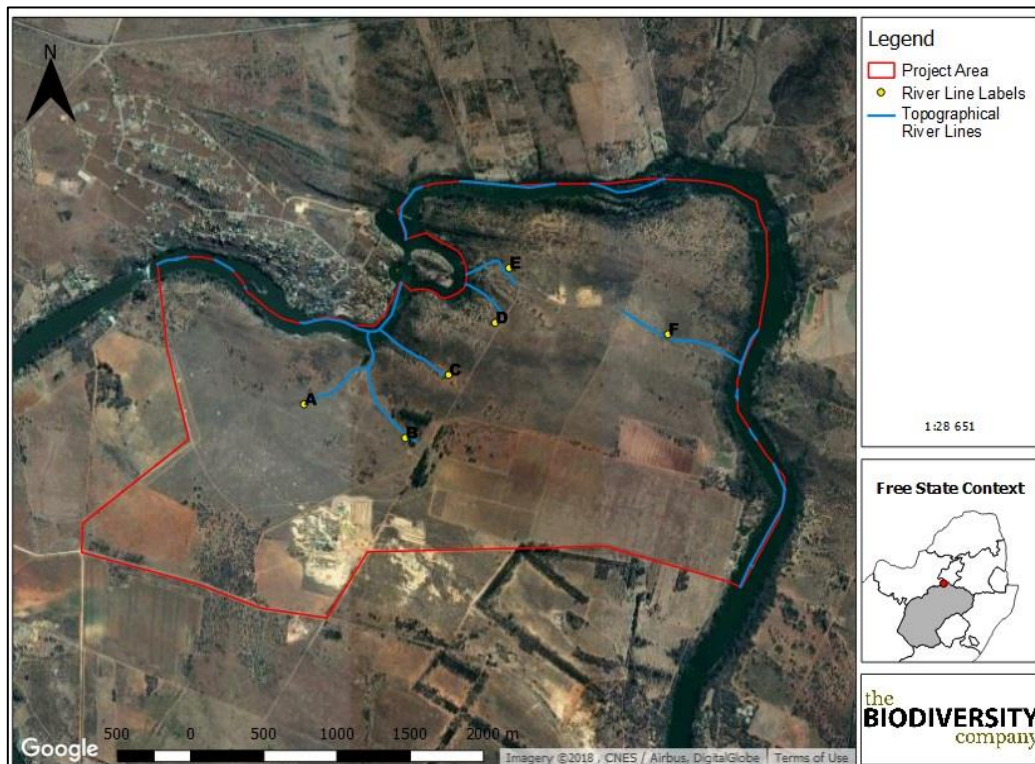 N
E
D
F
C
A
B
500 0 500 1000 1500 2000 m
Google
Imagery ©2018 , CNES / Airbus, DigitalGlobe Terms of Use
Legend
Project Area
River Line Labels
Topographical
River Lines
1:28 651
Free State Context
the
BIODIVERSITY
company